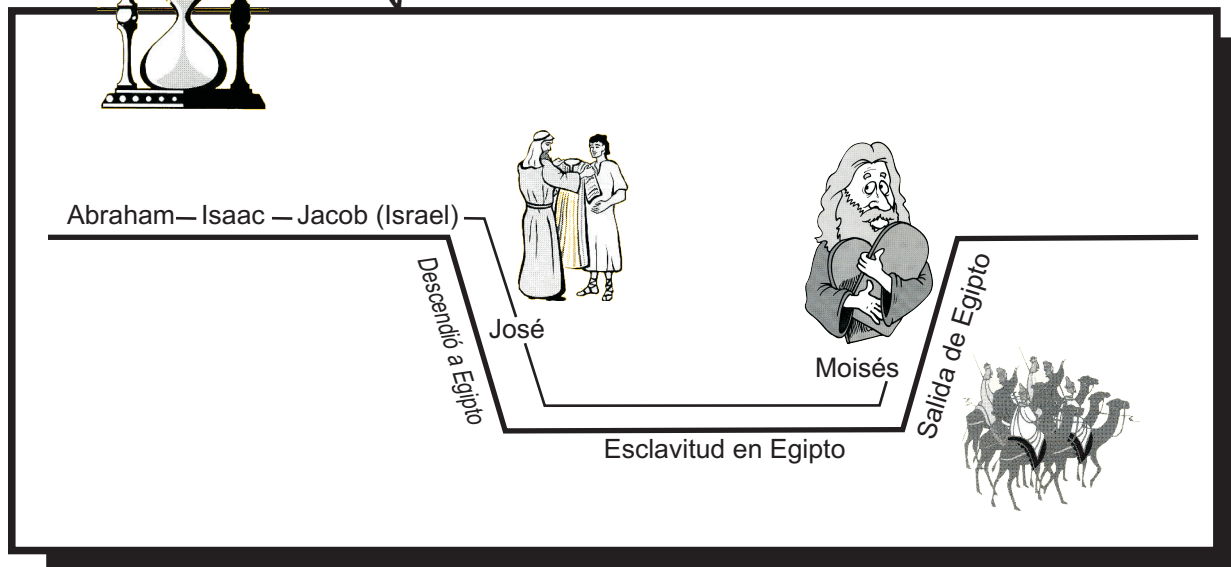 Abraham— Isaac — Jacob (Israel)
Descendió a Egipto
José
Moisés
Salida de Egipto
Esclavitud en Egipto